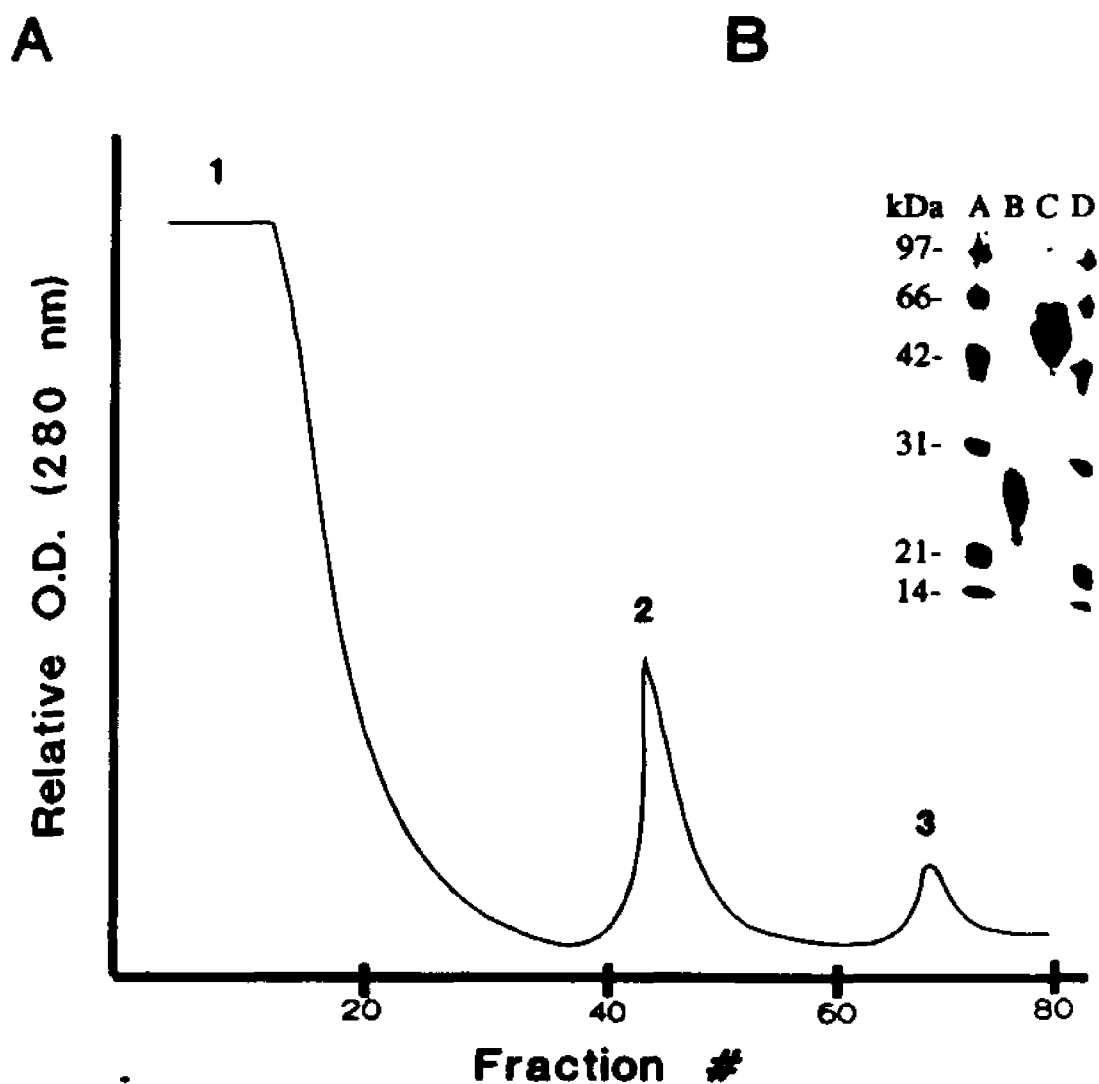 A B
1
kDa A B C D
97-
66-
42-
31-
21-
14-
2
3
Relative O.D. (280 nm)
20 40 60 80
Fraction #